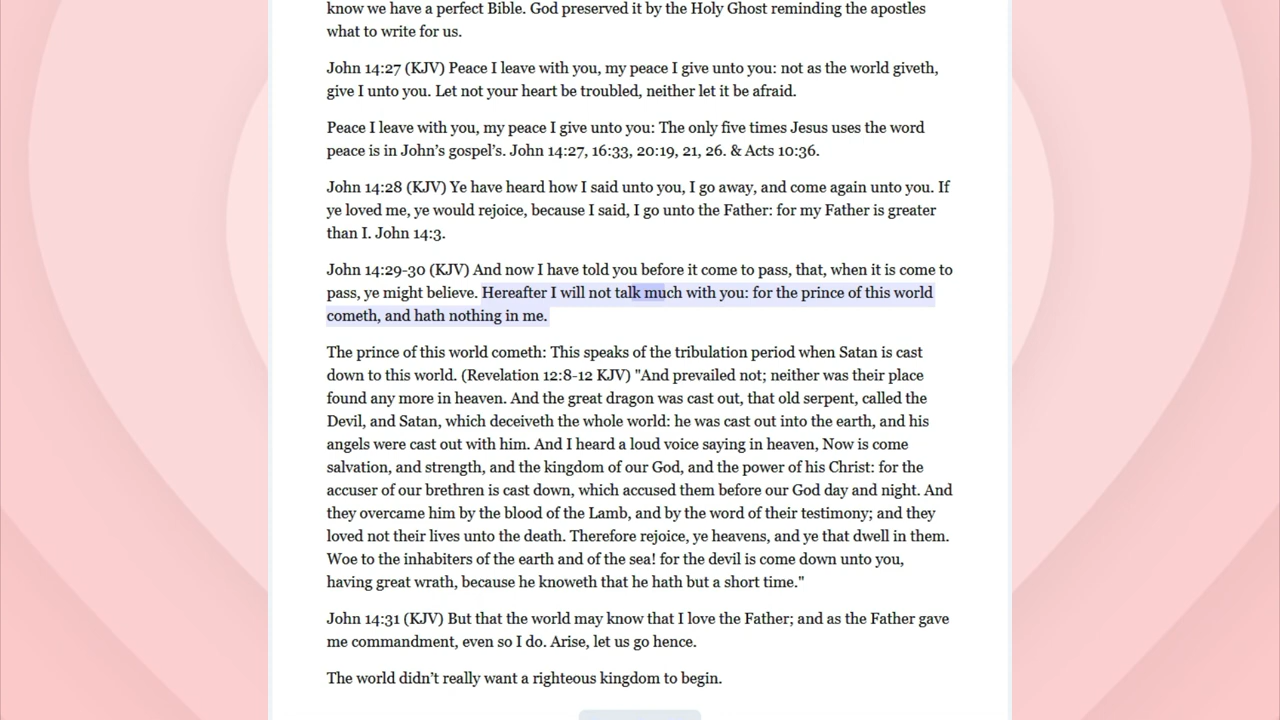 know we have a perfect Bible. God preserved it by the Holy Ghost reminding the apostles
what to write for us.
John 14:27 (KJV) Peace I leave with you, my peace I give unto you: not as the world giveth,
give I unto you. Let not your heart be troubled, neither let it be afraid.
Peace I leave with you, my peace I give unto you: The only five times Jesus uses the word
peace is in John’s gospel’s. John 14:27, 16:33, 20:19, 21, 26. & Acts 10:36.
John 14:28 (KJV) Ye have heard how I said unto you, I go away, and come again unto you. If
ye loved me, ye would rejoice, because I said, I go unto the Father: for my Father is greater
than I. John 14:3.
John 14:29-30 (KJV) And now I have told you before it come to pass, that, when it is come to
pass, ye might believe. Hereafter I will not talk much with you: for the prince of this world
cometh, and hath nothing in me.
The prince of this world cometh: This speaks of the tribulation period when Satan is cast
down to this world. (Revelation 12:8-12 KJV) "And prevailed not; neither was their place
found any more in heaven. And the great dragon was cast out, that old serpent, called the
Devil, and Satan, which deceiveth the whole world: he was cast out into the earth, and his
angels were cast out with him. And I heard a loud voice saying in heaven, Now is come
salvation, and strength, and the kingdom of our God, and the power of his Christ: for the
accuser of our brethren is cast down, which accused them before our God day and night. And
they overcame him by the blood of the Lamb, and by the word of their testimony; and they
loved not their lives unto the death. Therefore rejoice, ye heavens, and ye that dwell in them.
Woe to the inhabiters of the earth and of the sea! for the devil is come down unto you,
having great wrath, because he knoweth that he hath but a short time."
John 14:31 (KJV) But that the world may know that I love the Father; and as the Father gave
me commandment, even so I do. Arise, let us go hence.
The world didn’t really want a righteous kingdom to begin.